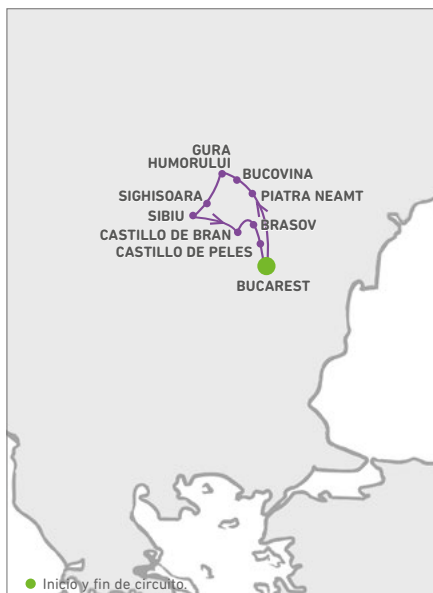 GURA
HUMORULUI
BUCOVINA
PIATRA NEAMT
SIGHISOARA
SIBIU
BRASOV
CASTILLO DE BRAN
CASTILLO DE PELES
BUCAREST
Inicio y fin de circuito.